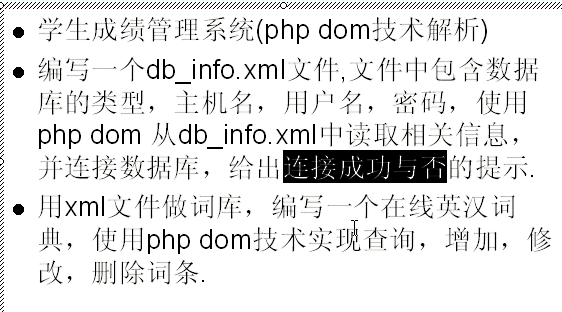 学生成绩管理系统(php dom技术解析)
编写一个db_info.xml文件,文件中包含数据
库的类型，主机名，用户名，密码，使用
php dom 从db_info.xml中读取相关信息，
并连接数据库，给出连接成功与否的提示.
用xml文件做词库，编写一个在线英汉词
典，使用php dom技术实现查询，增加，修
改，删除词条.